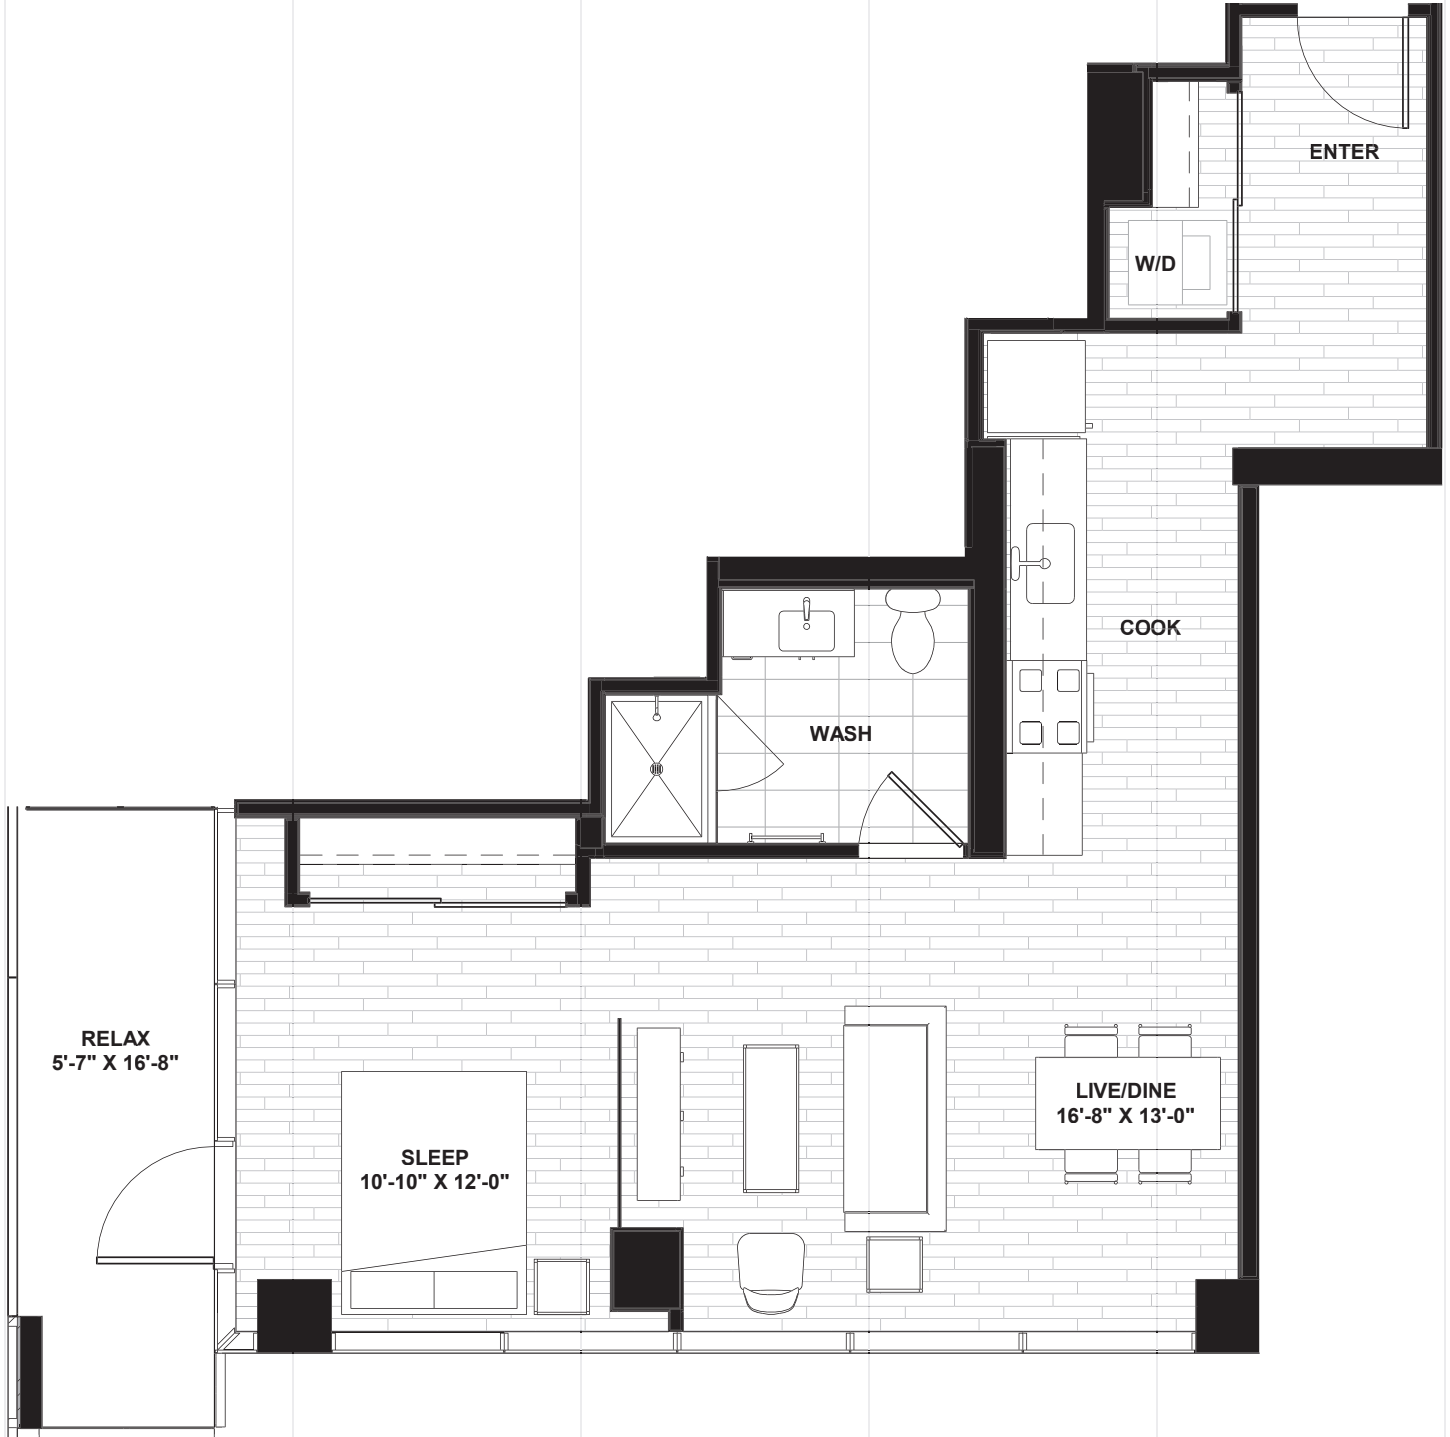 ENTER
W/D
COOK
WASH
RELAX
5'-7" X 16'-8"
LIVE/DINE
16'-8" X 13'-0"
SLEEP
10'-10" X 12'-0"